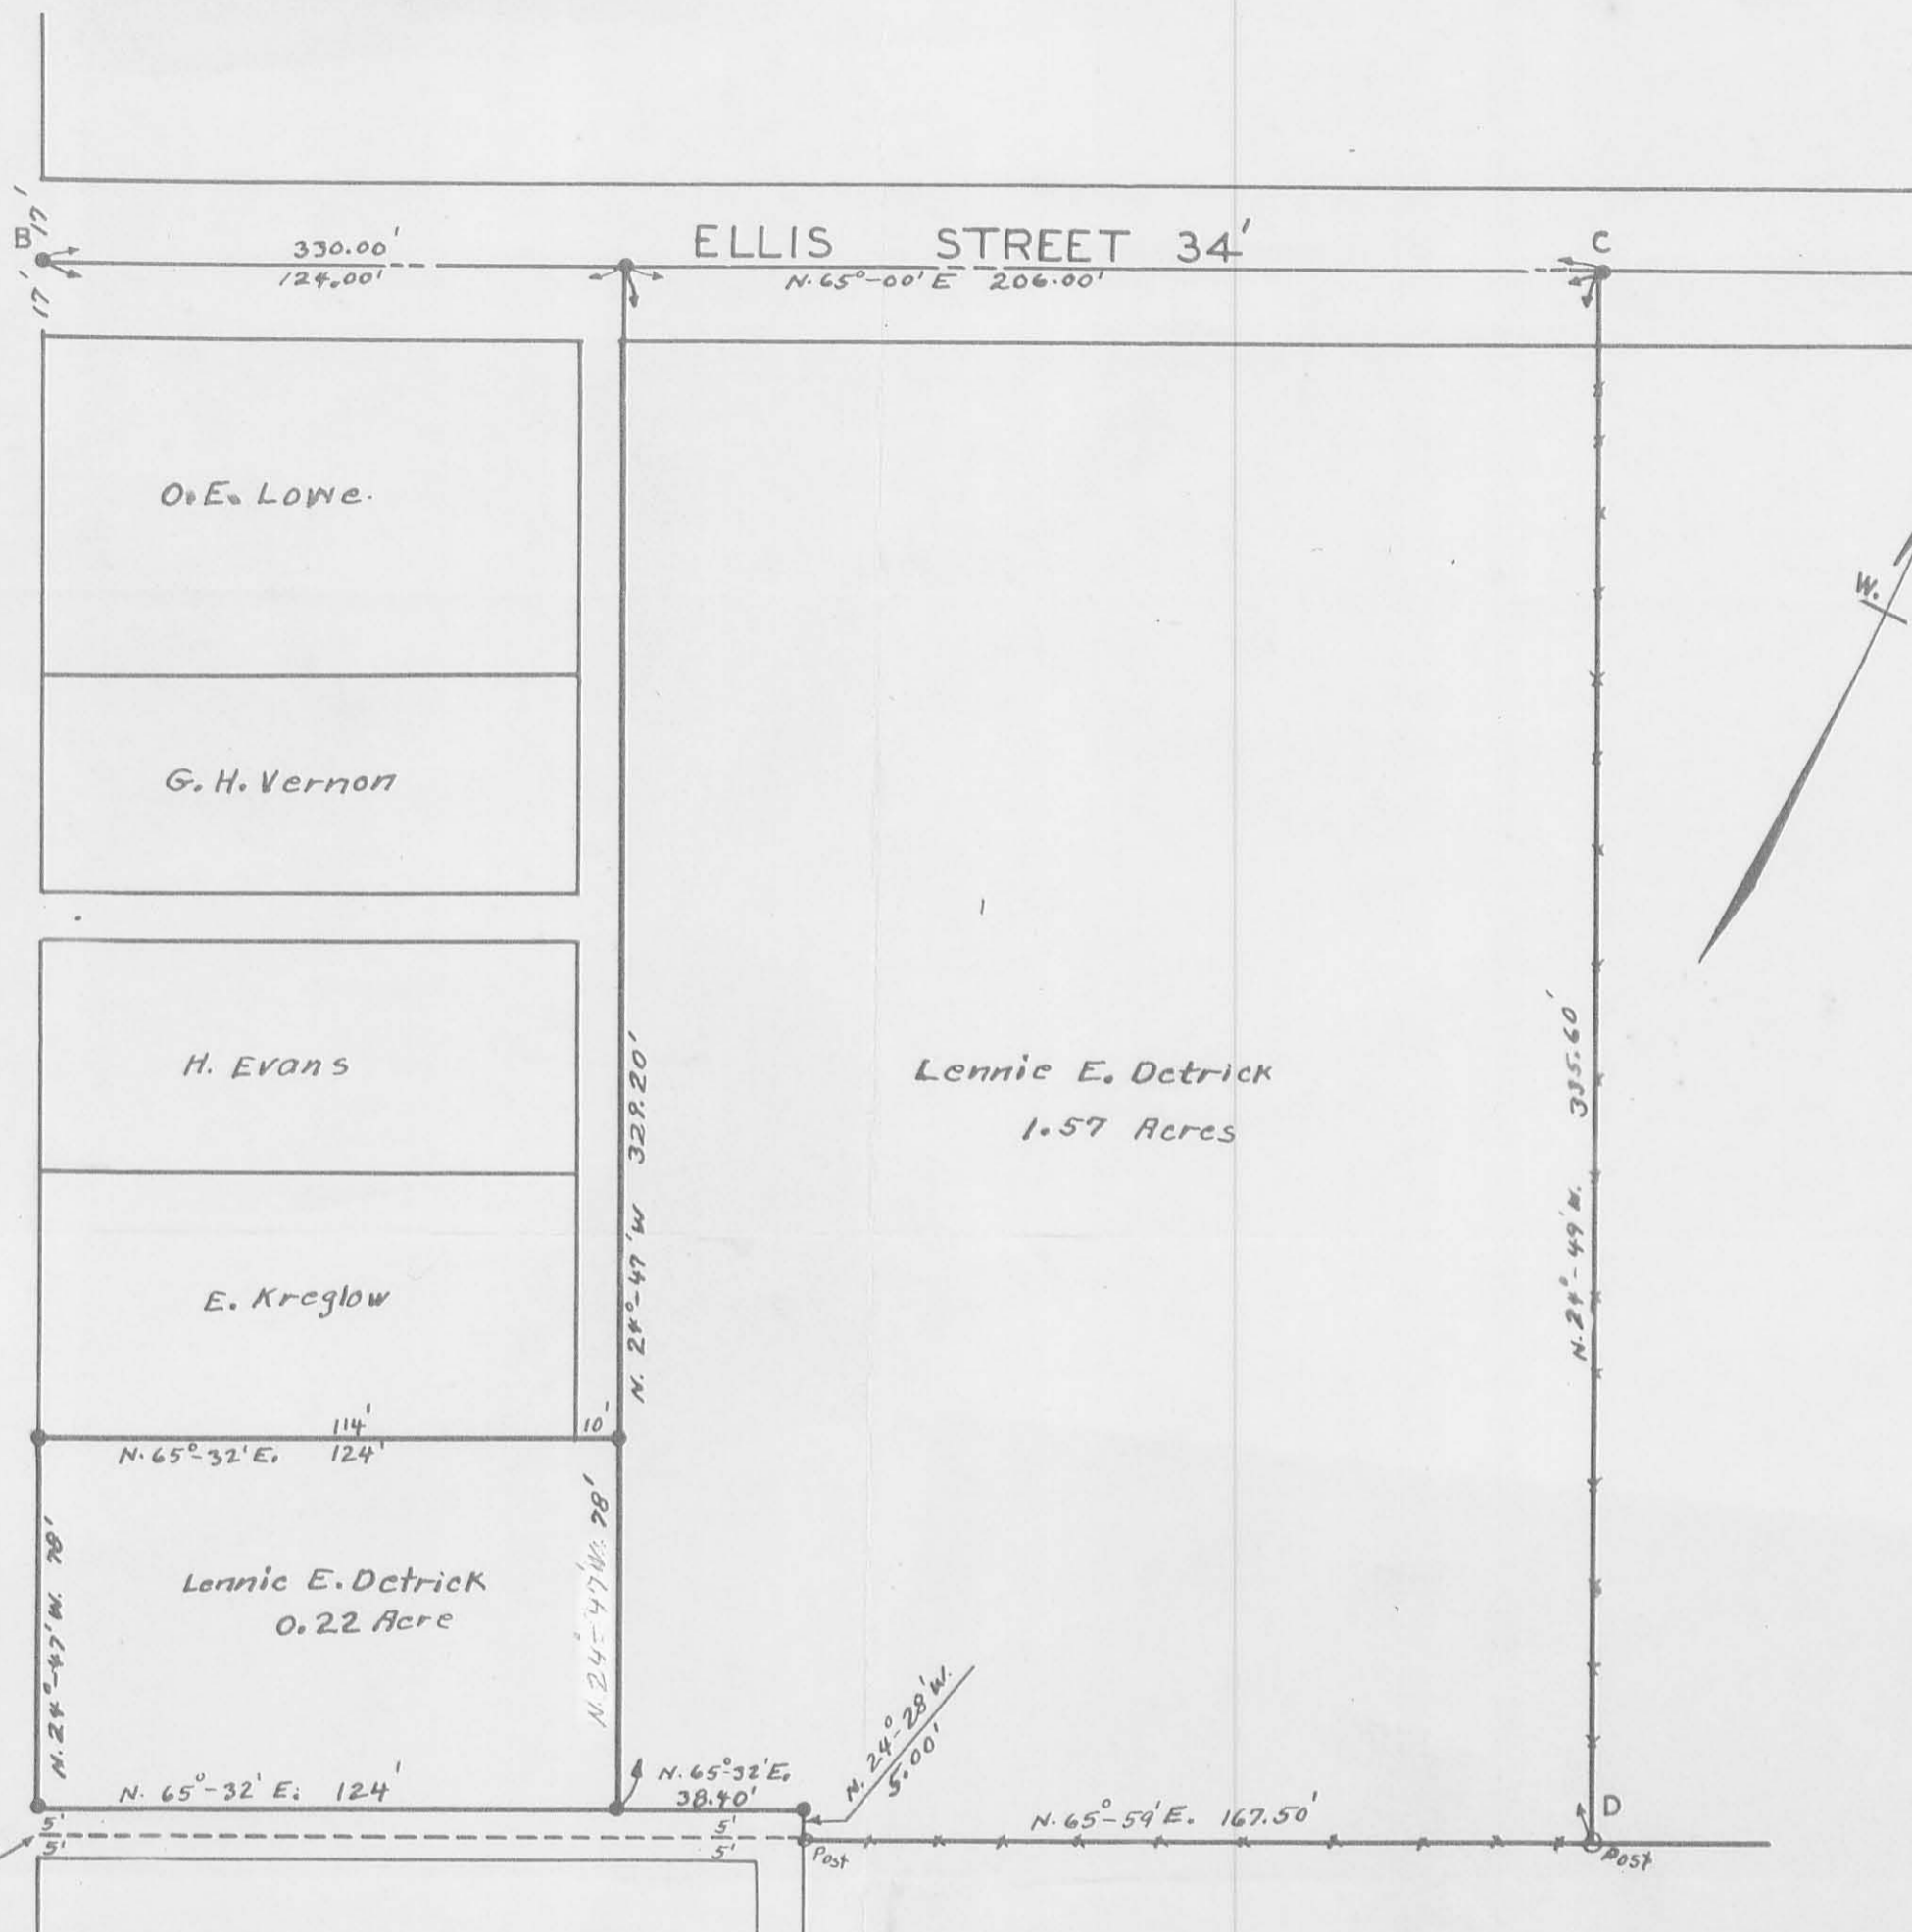 17'
B
17'
330.00'
124.00'
ELLIS STREET 34'
N. 65°-00' E 206.00'
C
O. E. Lowe.
G. H. Vernon
W.
H. Evans
E. Kreglow
N. 24°-47' W 329.20'
Lennie E. Detrick
1.57 Acres
N. 24°-49' W. 335.60'
114'
10'
N. 65°-32' E. 124'
N. 24°-47' W. 78'
Lennie E. Detrick
0.22 Acre
N. 24°-47' W. 78'
N. 65°-32' E. 124'
N. 65°-32' E.
38.40'
N. 24°-28' W.
5.00'
N. 65°-59' E. 167.50'
D
5'
5'
5'
5'
Post
Post